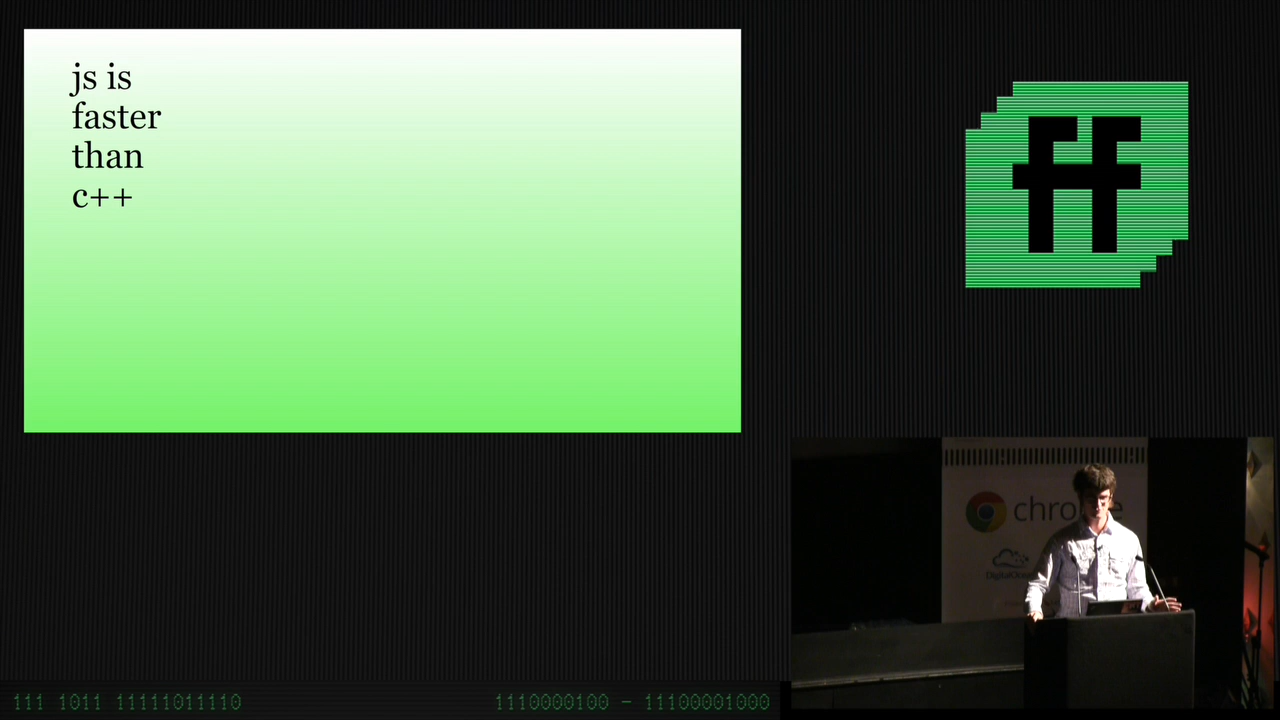 js is
faster
than
c++
ff
chro e
111 1011 11111011110
1110000100 - 11100001000